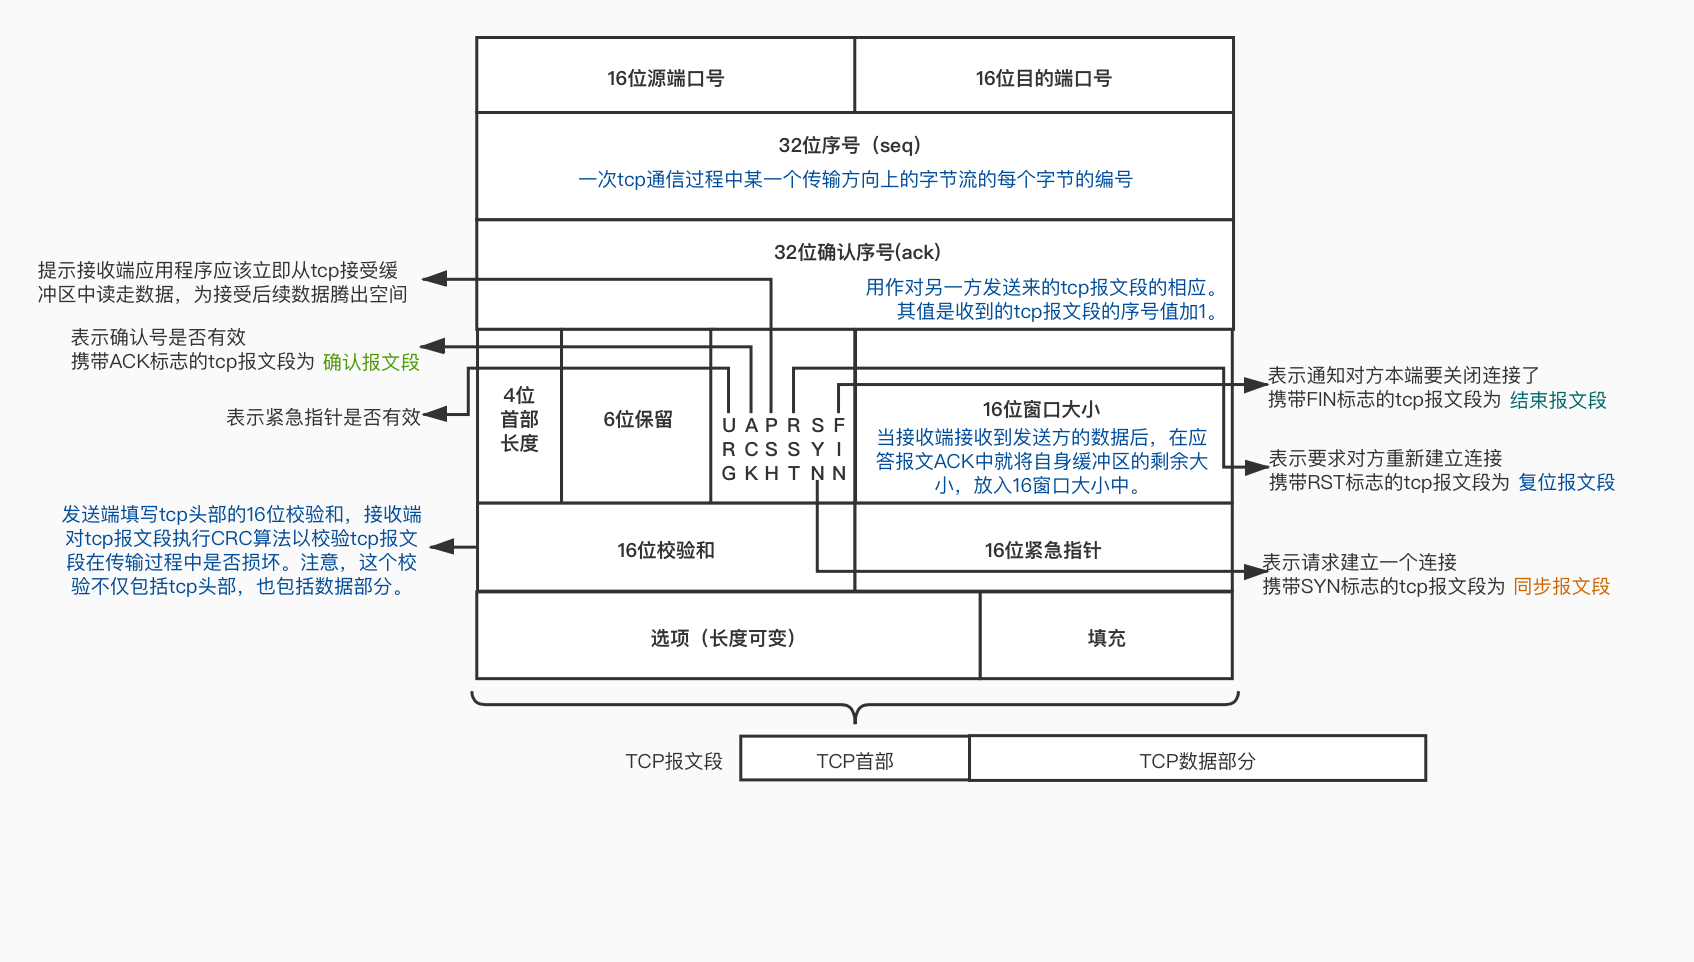 16位源端口号
16位目的端口号
32位序号（seq)
一次tcp通信过程中某一个传输方向上的字节流的每个字节的编号
32位确认序号(ack)
用作对另一方发送来的tcp报文段的相应。
其值是收到的tcp报文段的序号值加1。
提示接收端应用程序应该立即从tcp接受缓
冲区中读走数据，为接受后续数据腾出空间
表示确认号是否有效
携带ACK标志的tcp报文段为 确认报文段
表示紧急指针是否有效
4位
首部
长度
6位保留
U A P R S F
R C S S Y I
G K H T N N
16位窗口大小
当接收端接收到发送方的数据后，在应
答报文ACK中就将自身缓冲区的剩余大
小，放入16窗口大小中。
表示通知对方本端要关闭连接了
携带FIN标志的tcp报文段为 结束报文段
表示要求对方重新建立连接
携带RST标志的tcp报文段为 复位报文段
发送端填写tcp头部的16位校验和，接收端
对tcp报文段执行CRC算法以校验tcp报文
段在传输过程中是否损坏。注意，这个校
验不仅包括tcp头部，也包括数据部分。
16位校验和
16位紧急指针
表示请求建立一个连接
携带SYN标志的tcp报文段为 同步报文段
选项（长度可变）
填充
TCP报文段
TCP首部
TCP数据部分